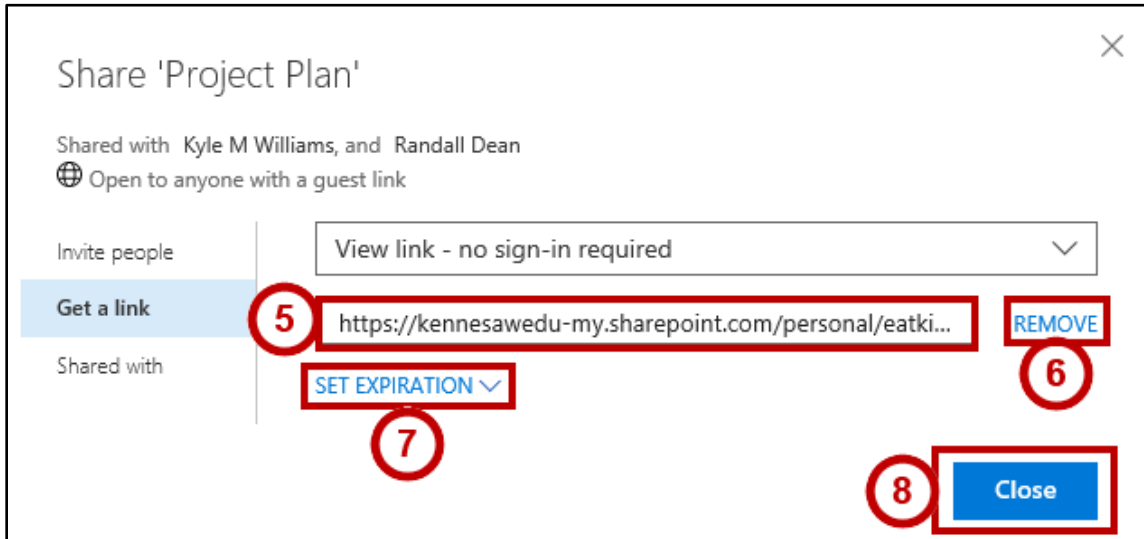 Share 'Project Plan'
Shared with Kyle M Williams, and Randall Dean
Open to anyone with a guest link
Invite people
View link - no sign-in required
Get a link
5
https://kennesawedu-my.sharepoint.com/personal/eatki...
REMOVE
6
Shared with
SET EXPIRATION
7
8
Close